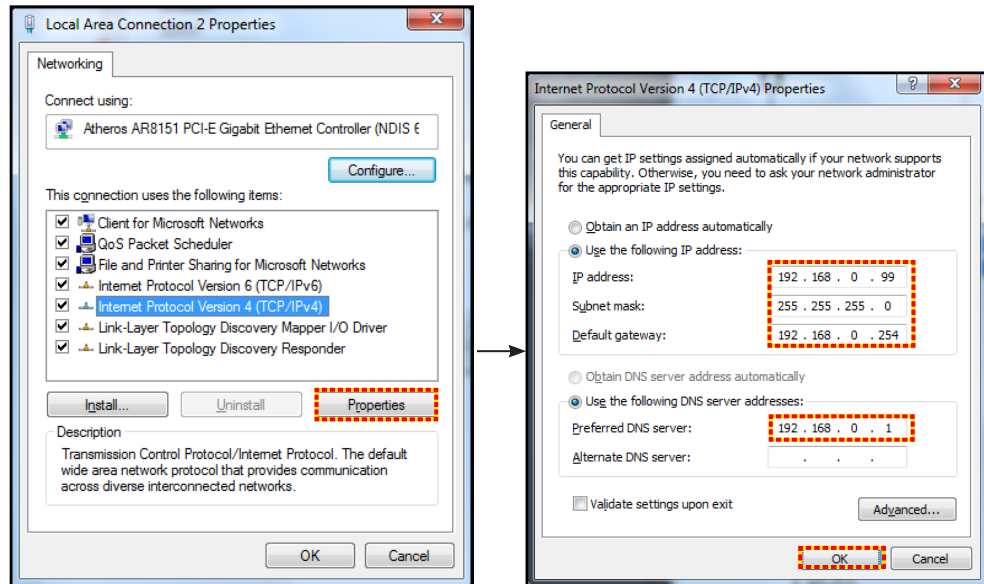 Local Area Connection 2 Properties
Networking
Connect using:
Atheros AR8151 PCI-E Gigabit Ethernet Controller (NDIS 6
Configure...
This connection uses the following items:
Client for Microsoft Networks
QoS Packet Scheduler
File and Printer Sharing for Microsoft Networks
Internet Protocol Version 6 (TCP/IPv6)
Internet Protocol Version 4 (TCP/IPv4)
Link-Layer Topology Discovery Mapper I/O Driver
Link-Layer Topology Discovery Responder
Install...
Uninstall
Properties
Description
Transmission Control Protocol/Internet Protocol. The default
wide area network protocol that provides communication
across diverse interconnected networks.
OK
Cancel
Internet Protocol Version 4 (TCP/IPv4) Properties
General
You can get IP settings assigned automatically if your network supports
this capability. Otherwise, you need to ask your network administrator
for the appropriate IP settings.
Obtain an IP address automatically
Use the following IP address:
IP address: 192 . 168 . 0 . 99
Subnet mask: 255 . 255 . 255 . 0
Default gateway: 192 . 168 . 0 . 254
Obtain DNS server address automatically
Use the following DNS server addresses:
Preferred DNS server: 192 . 168 . 0 . 1
Alternate DNS server: . . .
Validate settings upon exit
Advanced...
OK
Cancel